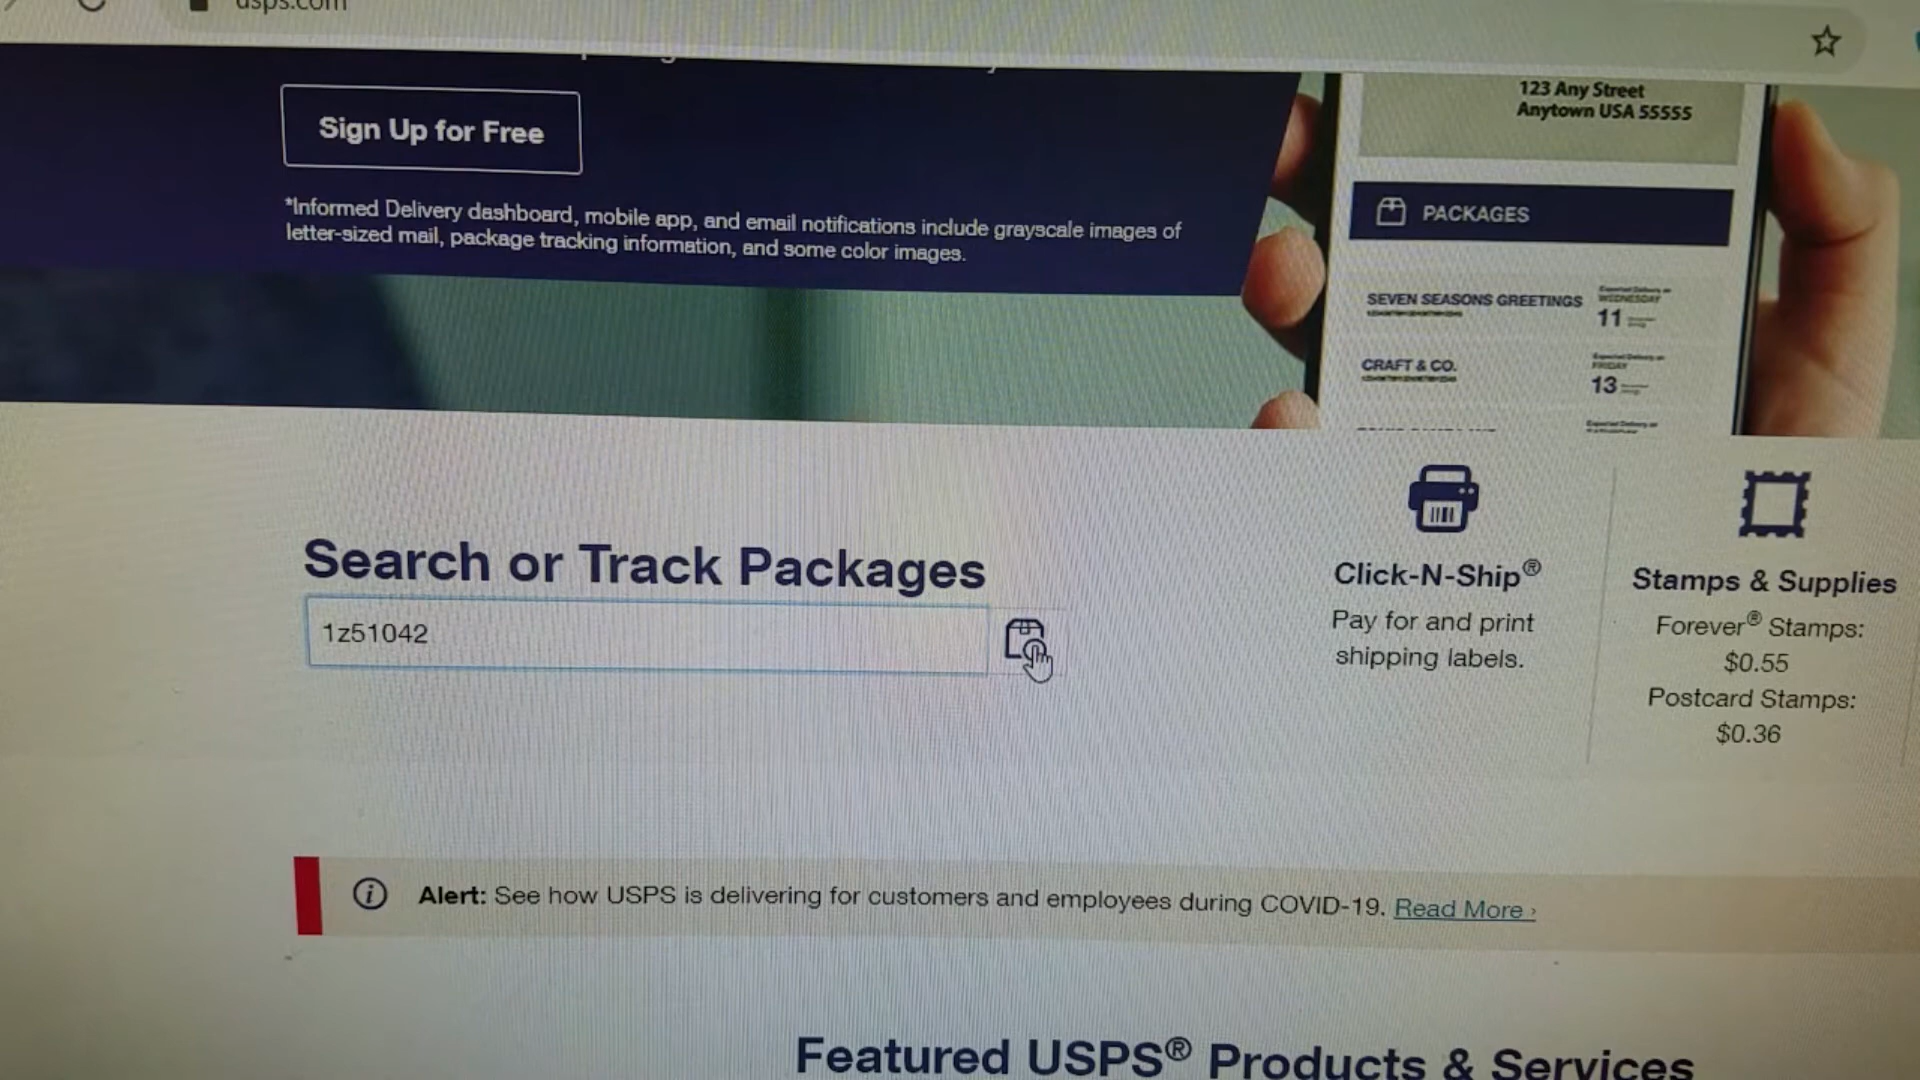 usps.com
Sign Up for Free
*Informed Delivery dashboard, mobile app, and email notifications include grayscale images of
letter-sized mail, package tracking information, and some color images.
123 Any Street
Anytown USA 55555
PACKAGES
SEVEN SEASONS GREETINGS
WEDNESDAY
11
CRAFT & CO.
FRIDAY
13
Search or Track Packages
1z51042
Click-N-Ship®
Pay for and print
shipping labels.
Stamps & Supplies
Forever® Stamps:
$0.55
Postcard Stamps:
$0.36
Alert: See how USPS is delivering for customers and employees during COVID-19. Read More ›
Featured USPS® Products & Services